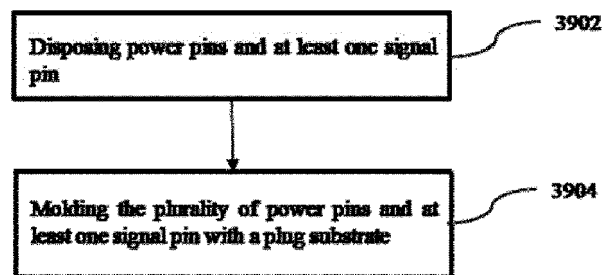 3902
Disposing power pins and at least one signal
pin
3904
Molding the plurality of power pins and at
least one signal pin with a plug substrate